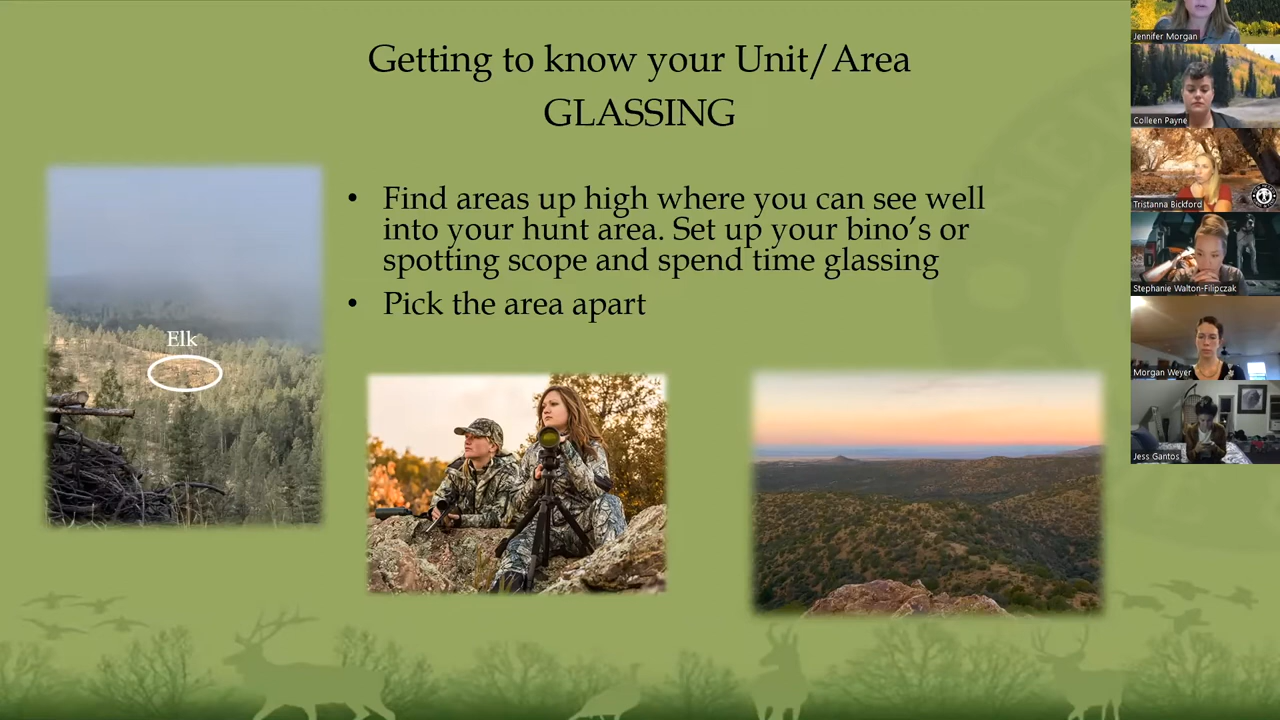 Getting to know your Unit/Area
GLASSING
• Find areas up high where you can see well
into your hunt area. Set up your bino’s or
spotting scope and spend time glassing
• Pick the area apart
Elk
Jennifer Morgan
Colleen Payne
Tristanna Bickford
Stephanie Walton-Filipczak
Morgan Weyer
Jess Gantos